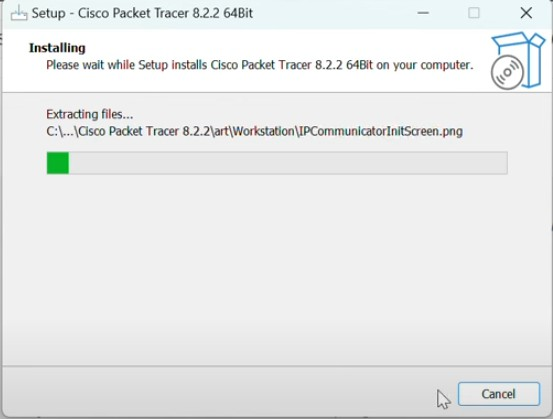 Setup - Cisco Packet Tracer 8.2.2 64Bit
Installing
Please wait while Setup installs Cisco Packet Tracer 8.2.2 64Bit on your computer.
Extracting files...
C:\...\Cisco Packet Tracer 8.2.2\art\Workstation\IPCommunicatorInitScreen.png
Cancel